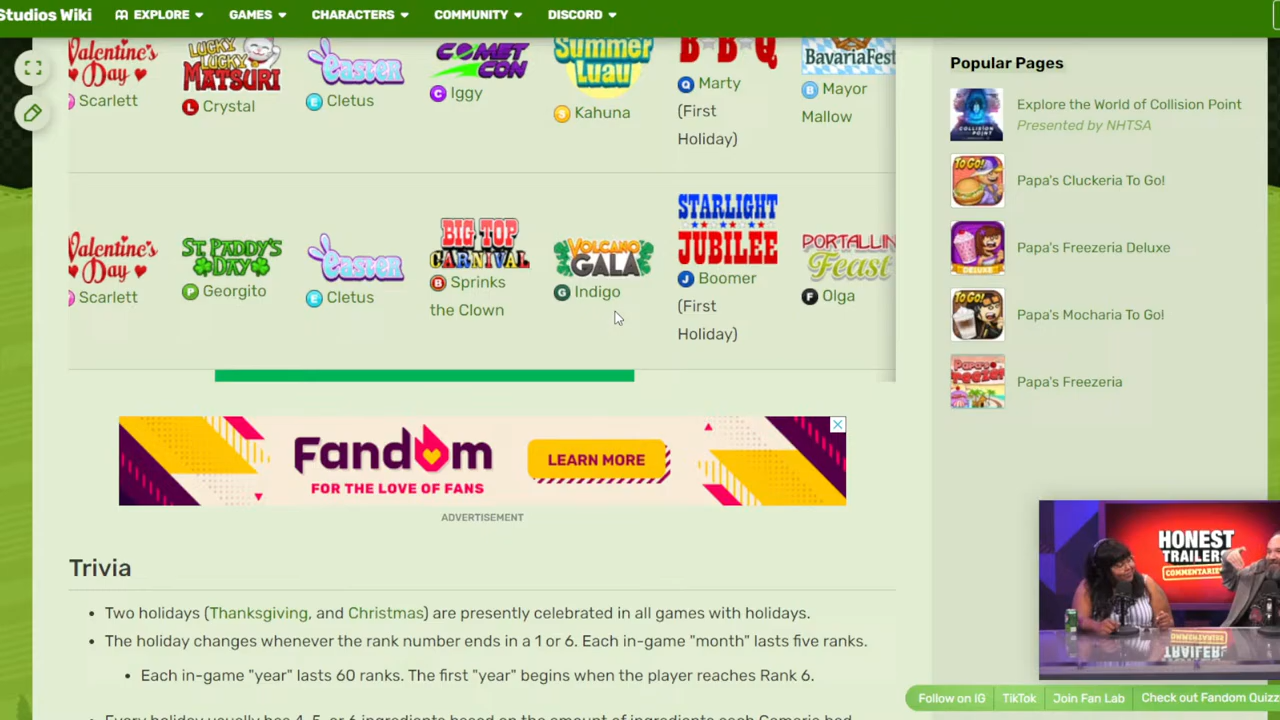 Studios Wiki
EXPLORE
GAMES
CHARACTERS
COMMUNITY
DISCORD
Valentine's Day
Scarlett
LUCKY LUCKY MATSURI
L Crystal
easter
E Cletus
COMET CON
C Iggy
Summer Luau
S Kahuna
BBQ
Q Marty
(First
Holiday)
BavariaFest
B Mayor
Mallow
Valentine's Day
Scarlett
ST. PADDY'S DAY
P Georgito
easter
E Cletus
BIG TOP CARNIVAL
B Sprinks
the Clown
VOLCANO GALA
G Indigo
STARLIGHT JUBILEE
J Boomer
(First
Holiday)
PORTALLIN
Feast
F Olga
Fandom
FOR THE LOVE OF FANS
LEARN MORE
ADVERTISEMENT
Trivia
• Two holidays (Thanksgiving, and Christmas) are presently celebrated in all games with holidays.
• The holiday changes whenever the rank number ends in a 1 or 6. Each in-game "month" lasts five ranks.
• Each in-game "year" lasts 60 ranks. The first "year" begins when the player reaches Rank 6.
Popular Pages
Explore the World of Collision Point
Presented by NHTSA
TO GO!
Papa's Cluckeria To Go!
DELUXE
Papa's Freezeria Deluxe
TO GO!
Papa's Mocharia To Go!
Papa's Freezeria
HONEST
TRAILERS
COMMENTARIES
Follow on IG
TikTok
Join Fan Lab
Check out Fandom Quizz